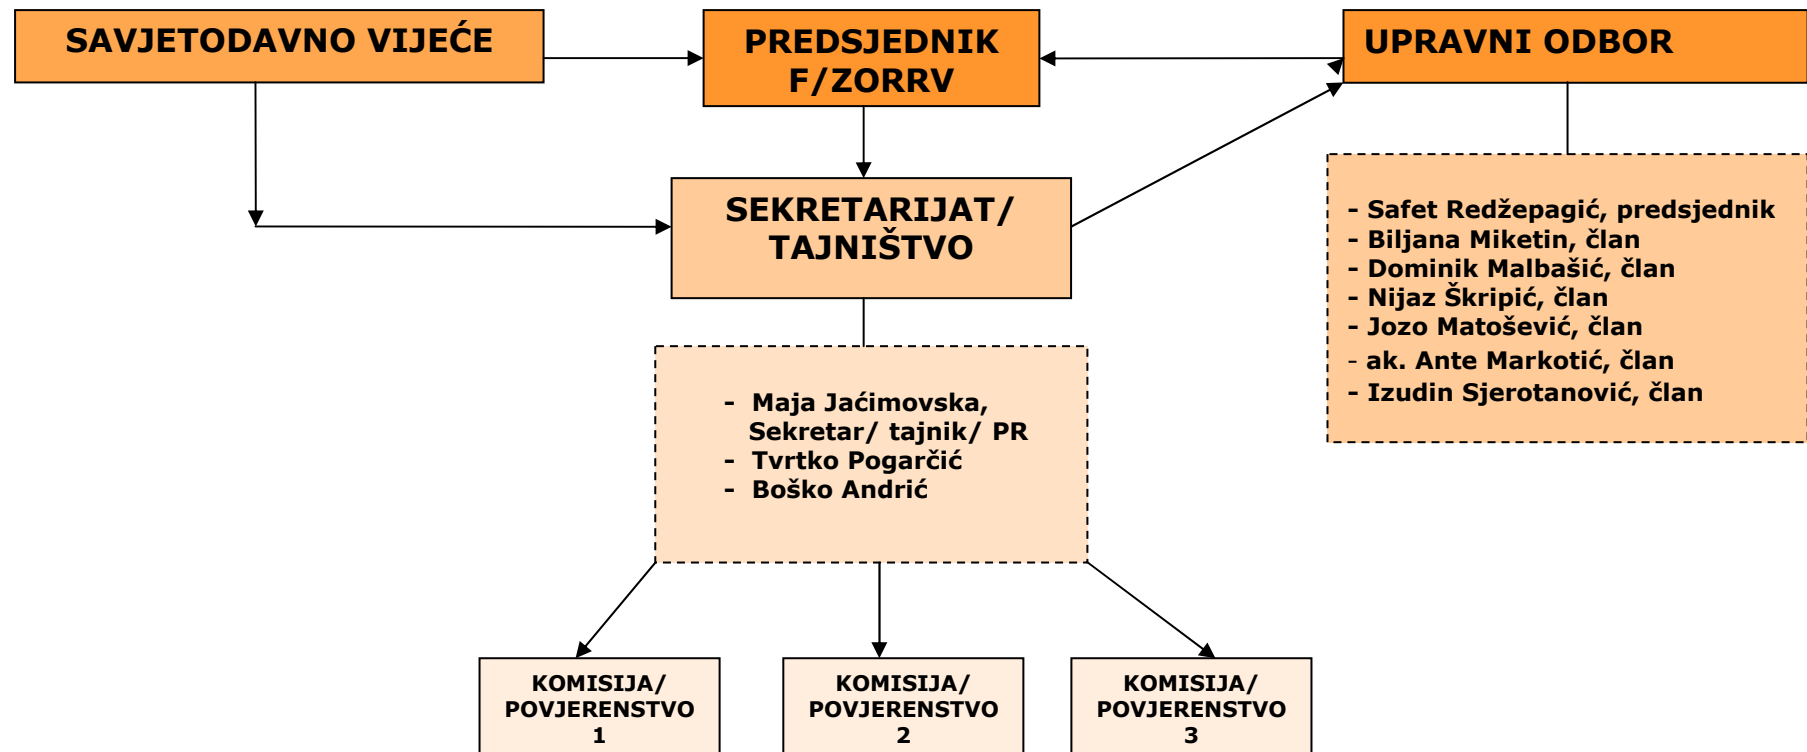 SAVJETODAVNO VIJEĆE
PREDSJEDNIK
F/ZORRV
UPRAVNI ODBOR
SEKRETARIJAT/
TAJNIŠTVO
- Safet Redžepagić, predsjednik
- Biljana Miketin, član
- Dominik Malbašić, član
- Nijaz Škripić, član
- Jozo Matošević, član
- ak. Ante Markotić, član
- Izudin Sjerotanović, član
- Maja Jaćimovska,
Sekretar/ tajnik/ PR
- Tvrtko Pogarčić
- Boško Andrić
KOMISIJA/
POVJERENSTVO
1
KOMISIJA/
POVJERENSTVO
2
KOMISIJA/
POVJERENSTVO
3